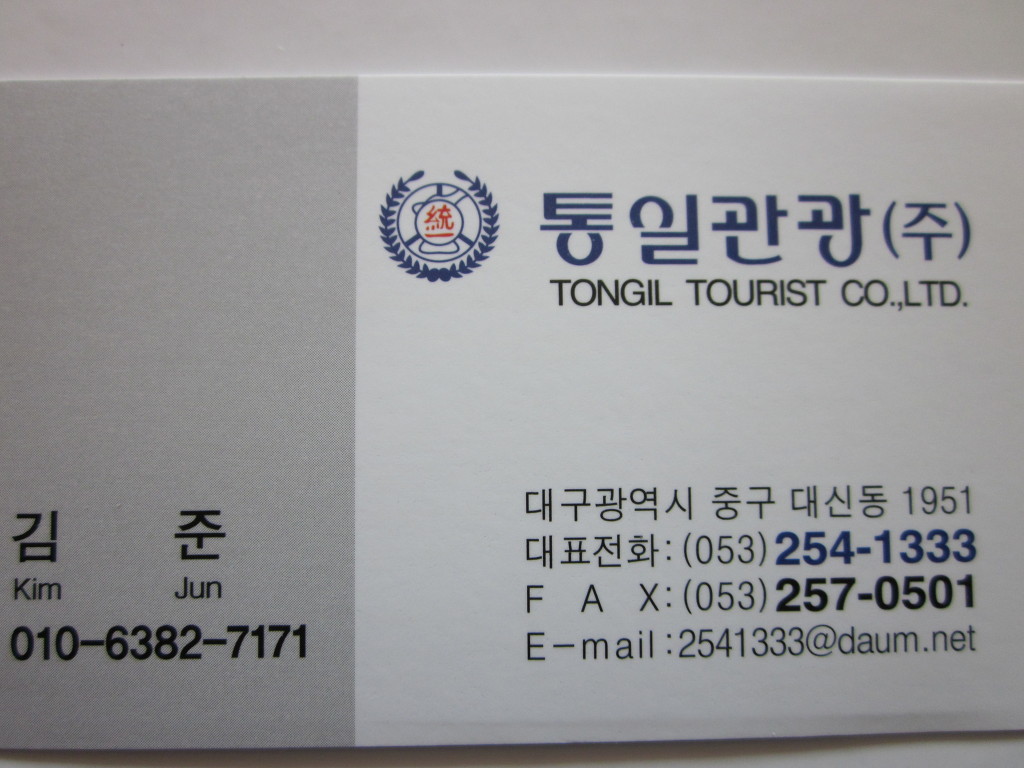 統一
통일관광(주)
TONGIL TOURIST CO.,LTD.
김 준
Kim Jun
010-6382-7171
대구광역시 중구 대신동 1951
대표전화:(053)254-1333
F A X:(053)257-0501
E-mail:2541333@daum.net